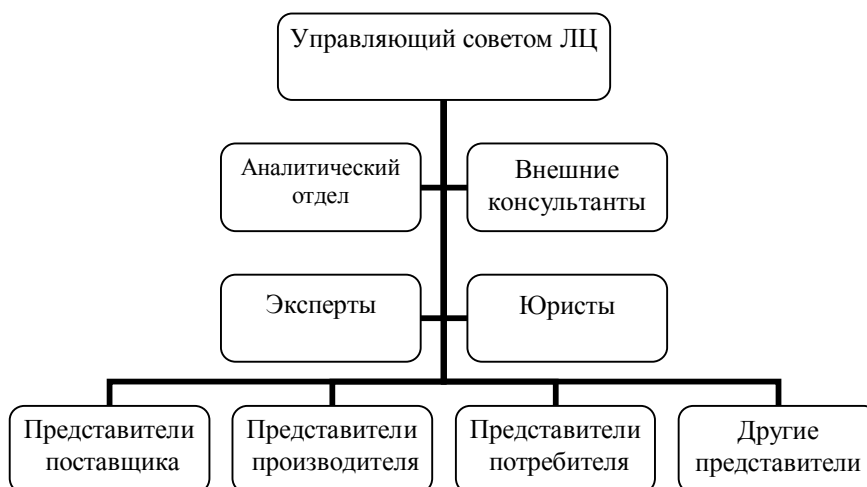 Управляющий советом ЛЦ
Аналитический
отдел
Внешние
консультанты
Эксперты
Юристы
Представители
поставщика
Представители
производителя
Представители
потребителя
Другие
представители